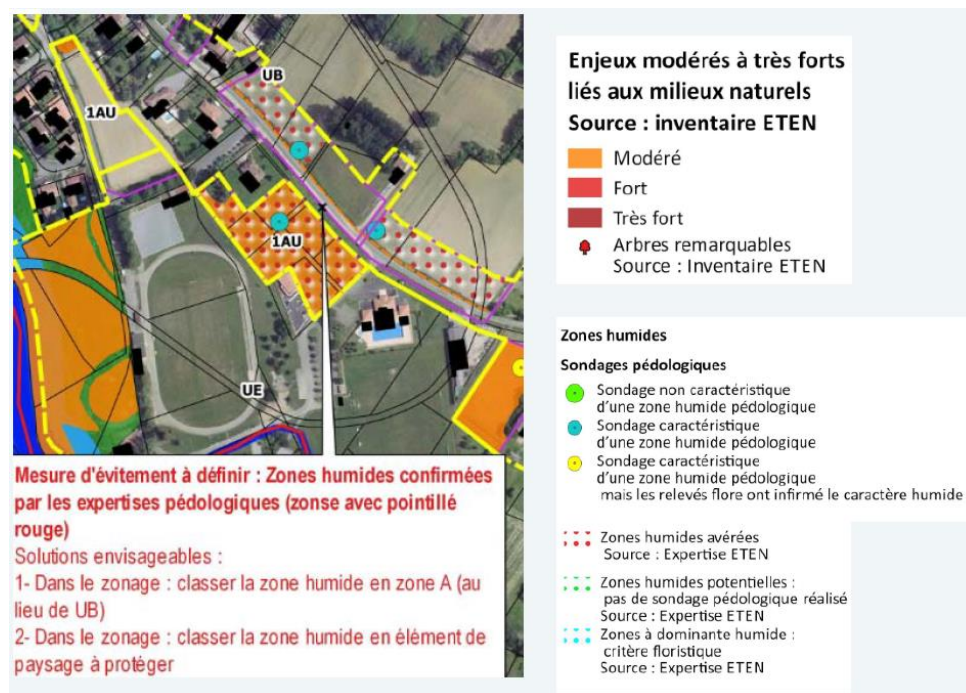 UB
1AU
1AU
UE
Mesure d'évitement à définir : Zones humides confirmées
par les expertises pédologiques (zonse avec pointillé
rouge)
Solutions envisageables :
1- Dans le zonage : classer la zone humide en zone A (au
lieu de UB)
2- Dans le zonage : classer la zone humide en élément de
paysage à protéger
Enjeux modérés à très forts
liés aux milieux naturels
Source : inventaire ETEN
Modéré
Fort
Très fort
Arbres remarquables
Source : Inventaire ETEN
Zones humides
Sondages pédologiques
Sondage non caractéristique
d'une zone humide pédologique
Sondage caractéristique
d'une zone humide pédologique
Sondage caractéristique
d'une zone humide pédologique
mais les relevés flore ont infirmé le caractère humide
Zones humides avérées
Source : Expertise ETEN
Zones humides potentielles :
pas de sondage pédologique réalisé
Source : Expertise ETEN
Zones à dominante humide :
critère floristique
Source : Expertise ETEN